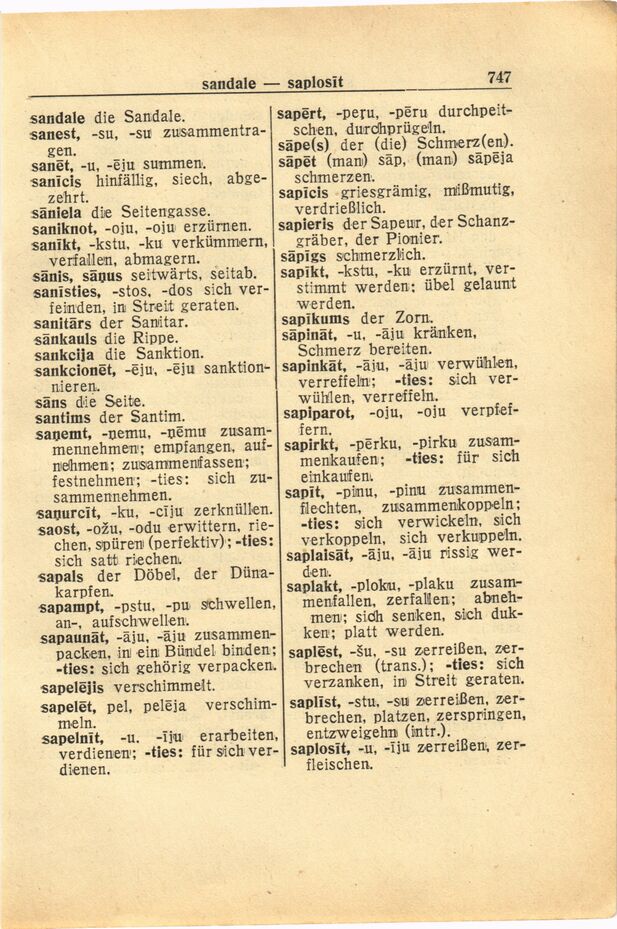 sandale — saplosīt
747
sandale die Sandale.
sanest, -su, -su zusammentra-
gen.
sanēt, -u, -ēju summen.
sanīcis hinfällig, siech, abge-
zehrt.
sāniela die Seitengasse.
saniknot, -oju, -oju erzürnen.
sanīkt, -kstu, -ku verkümmern,
verfallen, abmagern.
sānis, sāņus seitwärts, seitab.
sanīsties, -stos, -dos sich ver-
feinden, in Streit geraten.
sanitārs der Sanitar.
sānkauls die Rippe.
sankcija die Sanktion.
sankcionēt, -ēju, -ēju sanktion-
nieren.
sāns die Seite.
santims der Santim.
saņemt, -ņemu, -ņēmu zusam-
mennehmen; empfangen, auf-
nehmen; zusammenfassen;
festnehmen; -ties: sich zu-
sammennehmen.
saņurcīt, -ku, -cīju zerknüllen.
saost, -ožu, -odu erwittern, rie-
chen, spüren (perfektiv); -ties:
sich satt riechen.
sapals der Döbel, der Düna-
karpfen.
sapampt, -pstu, -pu schwellen,
an-, aufschwellen.
sapaunāt, -āju, -āju zusammen-
packen, in ein Bündel binden;
-ties: sich gehörig verpacken.
sapelējis verschimmelt.
sapelēt, pel, pelēja verschim-
meln.
sapelnīt, -u. -īju erarbeiten,
verdienen; -ties: für sich ver-
dienen.
sapērt, -peŗu, -pēru durchpeit-
schen, durchprügeln.
sāpe(s) der (die) Schmerz(en).
sāpēt (man) sāp, (man) sāpēja
schmerzen.
sapīcis griesgrämig, mißmutig,
verdrießlich.
sapieris der Sapeur, der Schanz-
gräber, der Pionier.
sāpīgs schmerzlich.
sapīkt, -kstu, -ku erzürnt, ver-
stimmt werden; übel gelaunt
werden.
sapīkums der Zorn.
sāpināt, -u, -āju kränken,
Schmerz bereiten.
sapinkāt, -āju, -āju verwühlen,
verreffeln; -ties: sich ver-
wühlen, verreffeln.
sapiparot, -oju, -oju verpfef-
fern.
sapirkt, -pērku, -pirku zusam-
menkaufen; -ties: für sich
einkaufen.
sapīt, -pinu, -pinu zusammen-
flechten, zusammenkoppeln;
-ties: sich verwickeln, sich
verkoppeln, sich verkuppeln.
saplaisāt, -āju, -āju rissig wer-
den.
saplakt, -ploku, -plaku zusam-
menfallen, zerfallen; abneh-
men; sich senken, sich duk-
ken; platt werden.
saplēst, -šu, -su zerreißen, zer-
brechen (trans.); -ties: sich
verzanken, in Streit geraten.
saplīst, -stu, -su zerreißen, zer-
brechen, platzen, zerspringen,
entzweigehn (intr.).
saplosīt, -u, -īju zerreißen, zer-
fleischen.